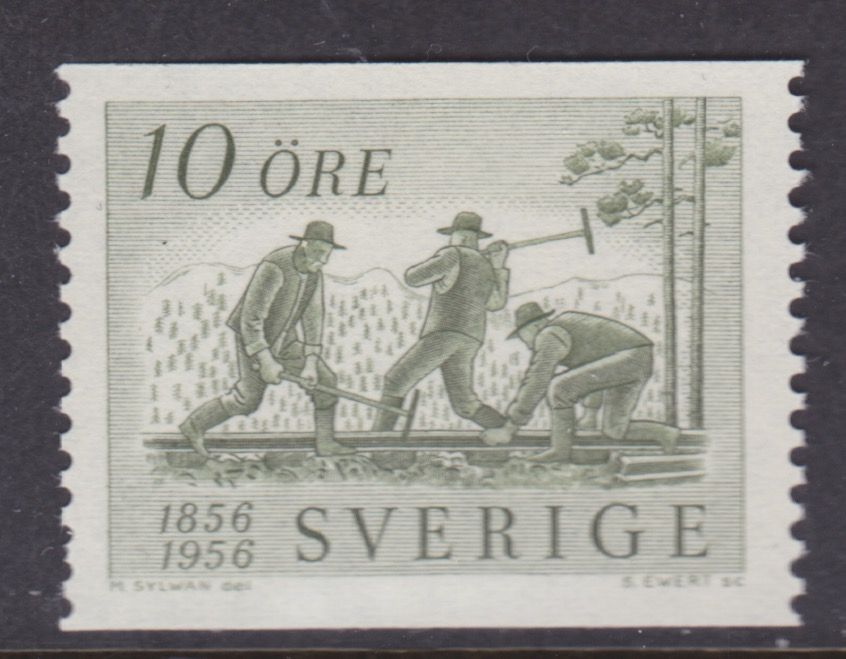 10 ÖRE
1856
1956
SVERIGE
M. SYLWAN del.
S. EWERT sc.